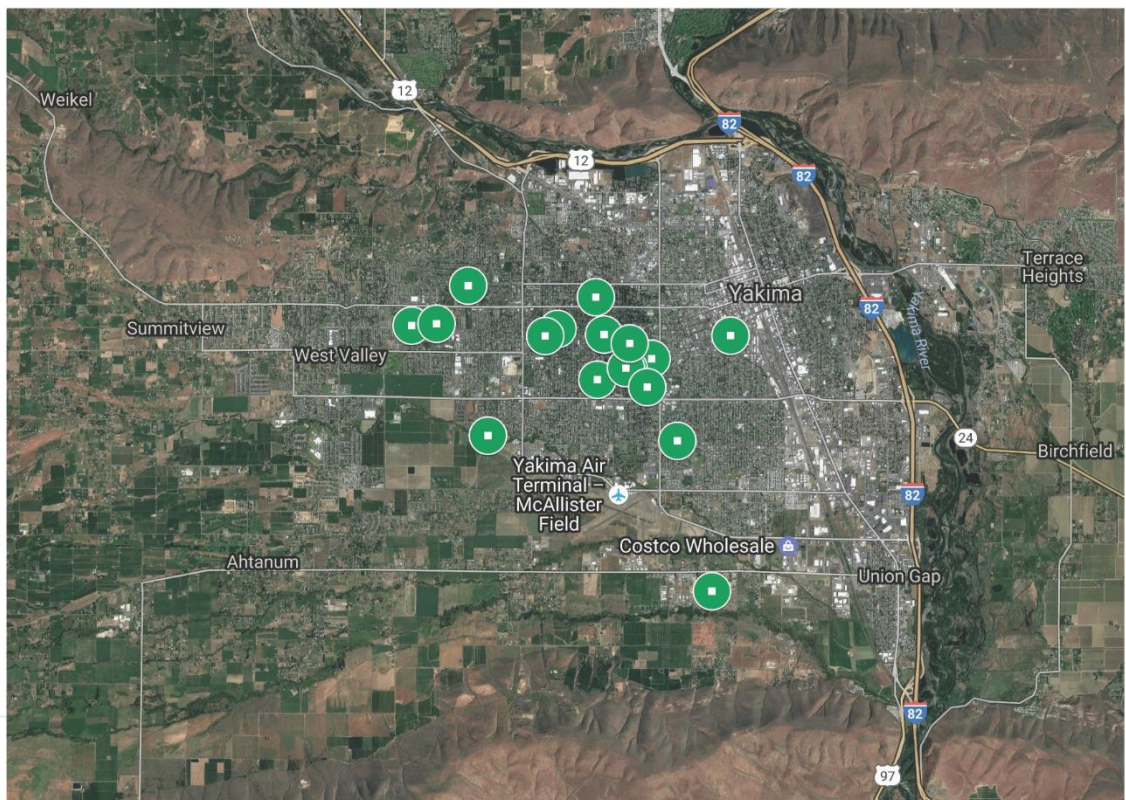 Weikel
12
82
12
82
Terrace
Heights
Yakima
82
Yakima River
Summitview
West Valley
24
Birchfield
Yakima Air
Terminal –
McAllister
Field
82
Costco Wholesale
Ahtanum
Union Gap
82
97